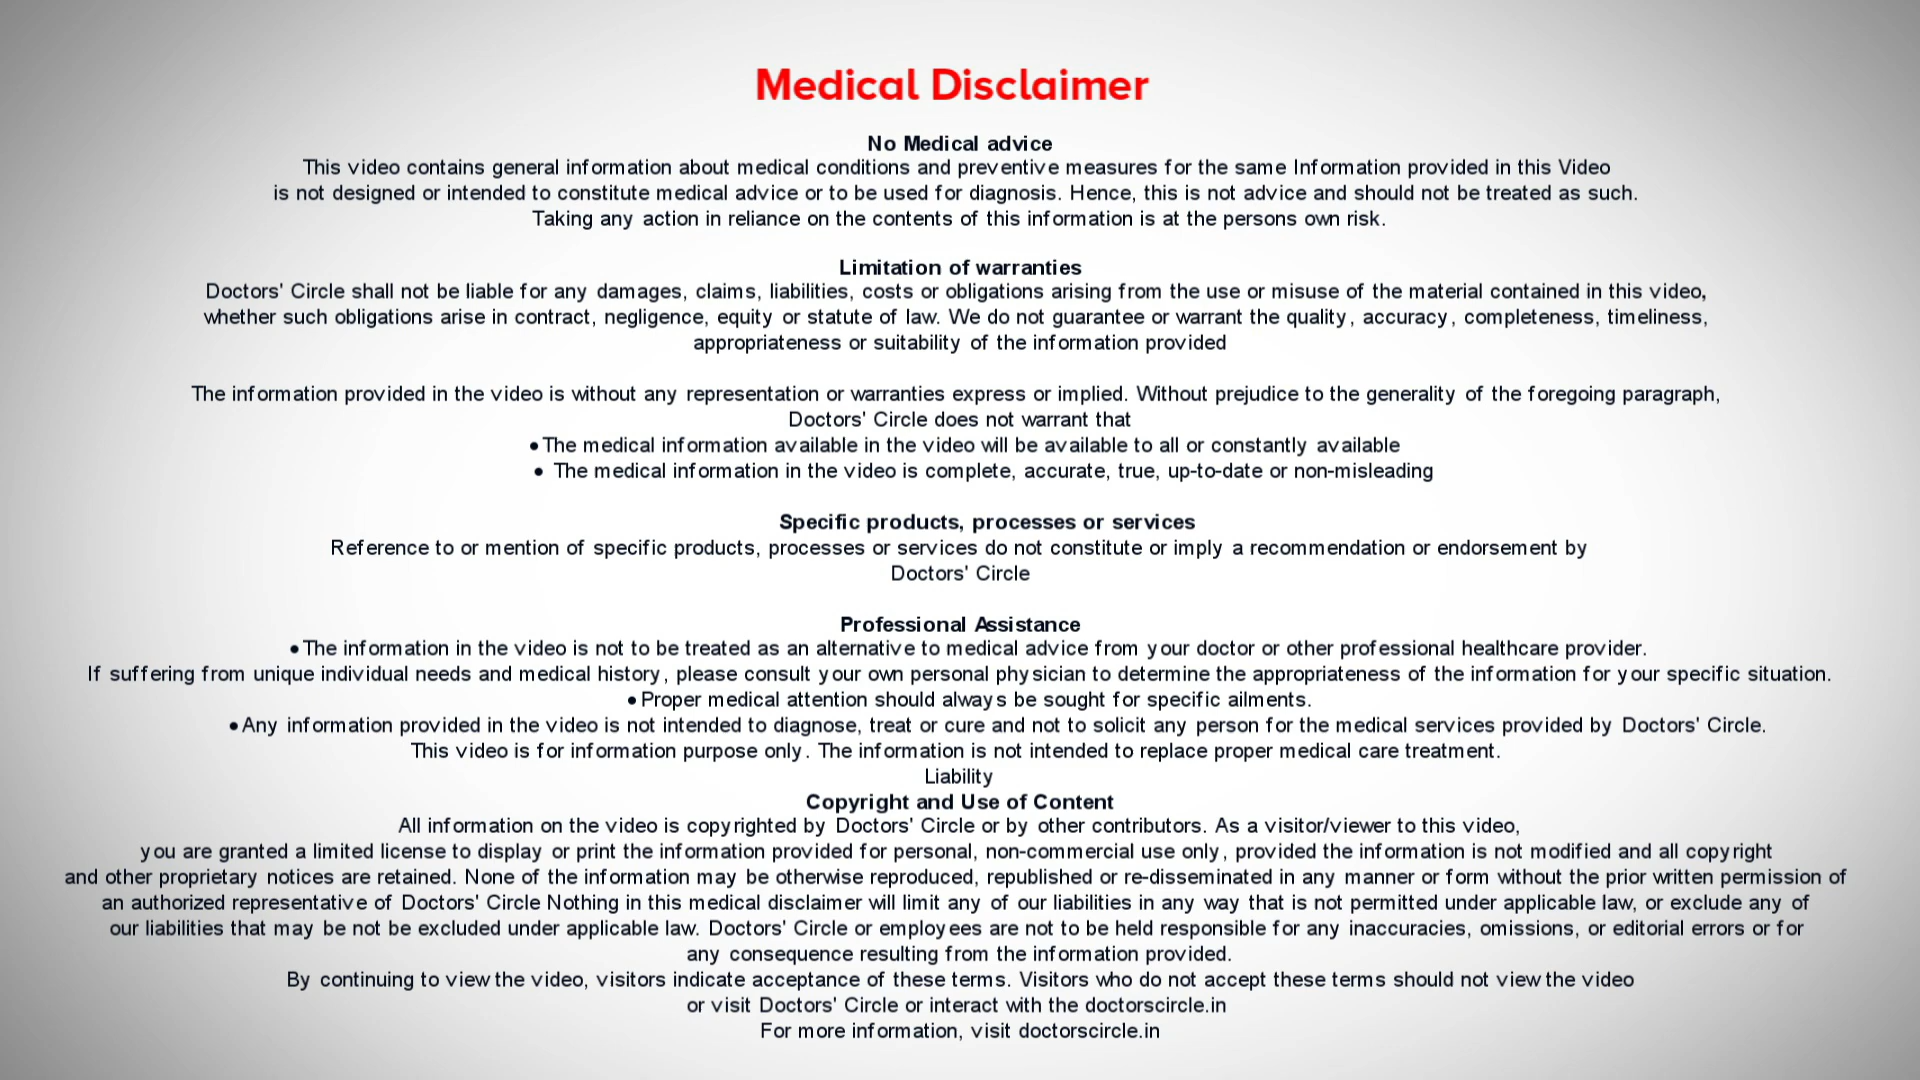 Medical Disclaimer
No Medical advice
This video contains general information about medical conditions and preventive measures for the same Information provided in this Video
is not designed or intended to constitute medical advice or to be used for diagnosis. Hence, this is not advice and should not be treated as such.
Taking any action in reliance on the contents of this information is at the persons own risk.
Limitation of warranties
Doctors' Circle shall not be liable for any damages, claims, liabilities, costs or obligations arising from the use or misuse of the material contained in this video,
whether such obligations arise in contract, negligence, equity or statute of law. We do not guarantee or warrant the quality, accuracy, completeness, timeliness,
appropriateness or suitability of the information provided
The information provided in the video is without any representation or warranties express or implied. Without prejudice to the generality of the foregoing paragraph,
Doctors' Circle does not warrant that
• The medical information available in the video will be available to all or constantly available
• The medical information in the video is complete, accurate, true, up-to-date or non-misleading
Specific products, processes or services
Reference to or mention of specific products, processes or services do not constitute or imply a recommendation or endorsement by
Doctors' Circle
Professional Assistance
• The information in the video is not to be treated as an alternative to medical advice from your doctor or other professional healthcare provider.
If suffering from unique individual needs and medical history, please consult your own personal physician to determine the appropriateness of the information for your specific situation.
• Proper medical attention should always be sought for specific ailments.
• Any information provided in the video is not intended to diagnose, treat or cure and not to solicit any person for the medical services provided by Doctors' Circle.
This video is for information purpose only. The information is not intended to replace proper medical care treatment.
Liability
Copyright and Use of Content
All information on the video is copyrighted by Doctors' Circle or by other contributors. As a visitor/viewer to this video,
you are granted a limited license to display or print the information provided for personal, non-commercial use only, provided the information is not modified and all copyright
and other proprietary notices are retained. None of the information may be otherwise reproduced, republished or re-disseminated in any manner or form without the prior written permission of
an authorized representative of Doctors' Circle Nothing in this medical disclaimer will limit any of our liabilities in any way that is not permitted under applicable law, or exclude any of
our liabilities that may be not be excluded under applicable law. Doctors' Circle or employees are not to be held responsible for any inaccuracies, omissions, or editorial errors or for
any consequence resulting from the information provided.
By continuing to view the video, visitors indicate acceptance of these terms. Visitors who do not accept these terms should not view the video
or visit Doctors' Circle or interact with the doctorscircle.in
For more information, visit doctorscircle.in